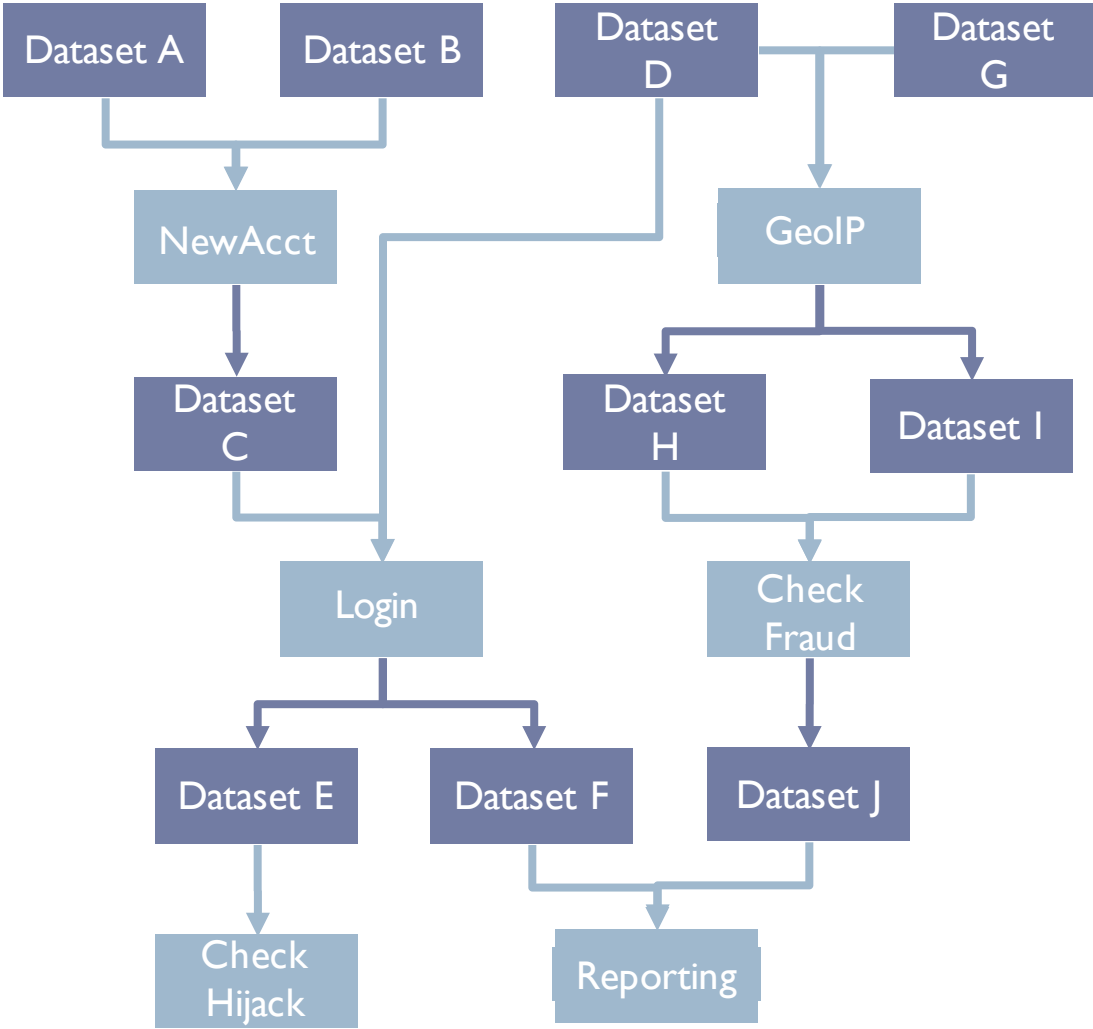 Dataset A
Dataset B
Dataset
D
Dataset
G
NewAcct
GeoIP
Dataset
C
Dataset
H
Dataset I
Login
Check
Fraud
Dataset E
Dataset F
Dataset J
Check
Hijack
Reporting